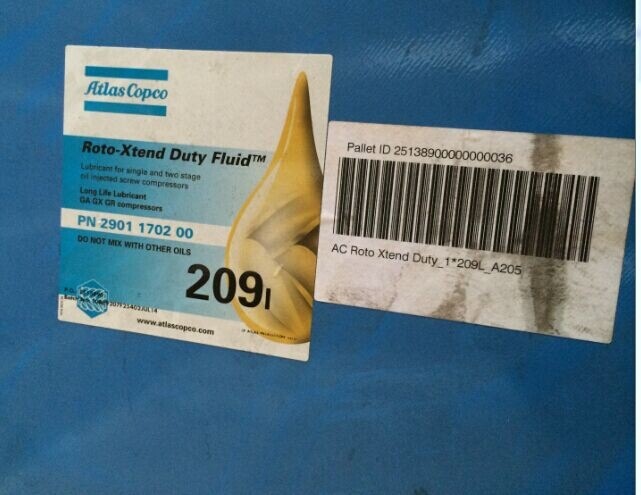 Atlas Copco
Roto-Xtend Duty Fluid™
Lubricant for single and two stage
oil injected screw compressors
Long Life Lubricant
GA GX GR compressors
PN 2901 1702 00
DO NOT MIX WITH OTHER OILS
209l
www.atlascopco.com
Pallet ID 25138900000000036
AC Roto Xtend Duty_1*209L_A205